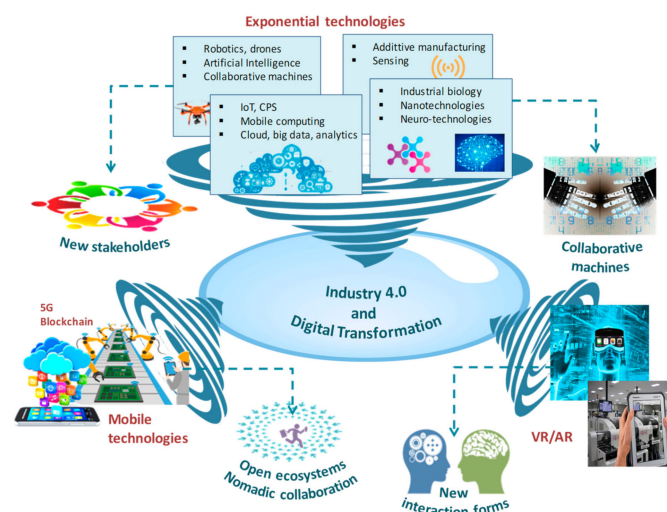 Exponential technologies
Robotics, drones
Artificial Intelligence
Collaborative machines
Addittive manufacturing
Sensing
IoT, CPS
Mobile computing
Cloud, big data, analytics
Industrial biology
Nanotechnologies
Neuro-technologies
New stakeholders
Collaborative
machines
Industry 4.0
and
Digital Transformation
5G
Blockchain
Mobile
technologies
VR/AR
Open ecosystems
Nomadic collaboration
New
interaction forms